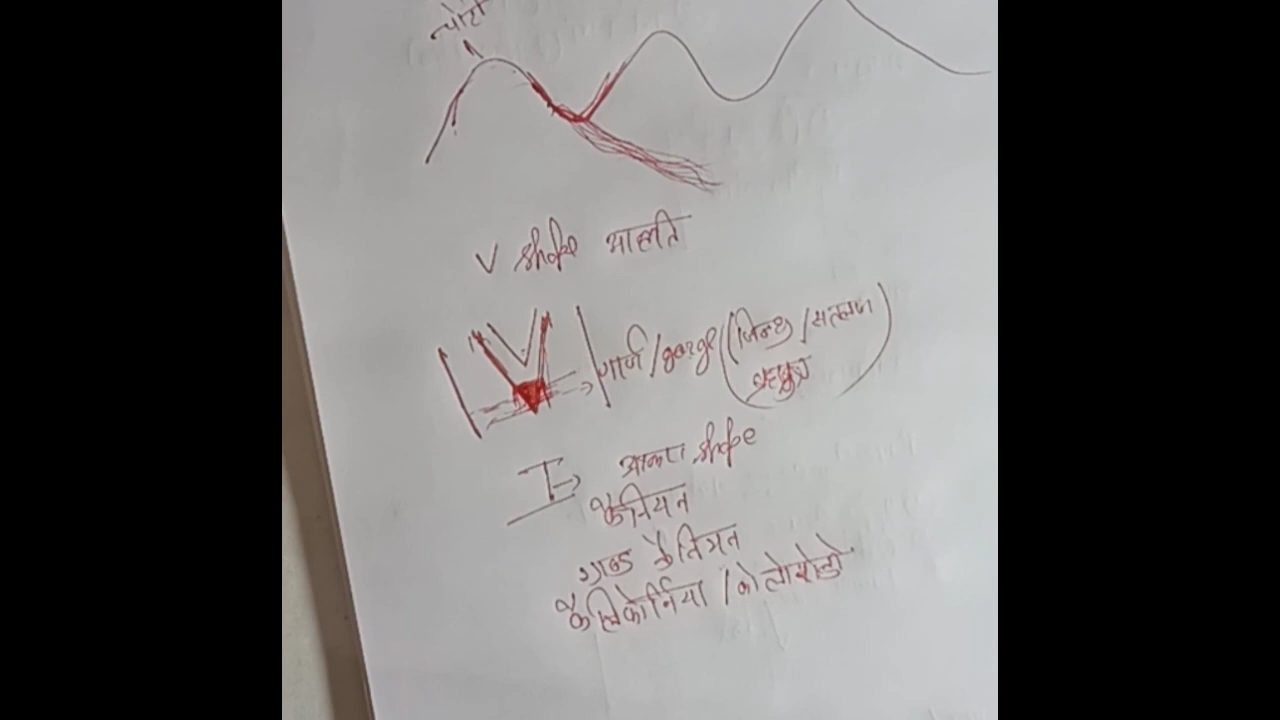 चोटी
V shape आकृति
V
गार्ज / gorge (सिन्धु / सतलज
ब्रह्मपुत्र)
I → आकार shape
कैनियन
ग्रान्ड कैनियन
कैलिफोर्निया / कोलोरोडो